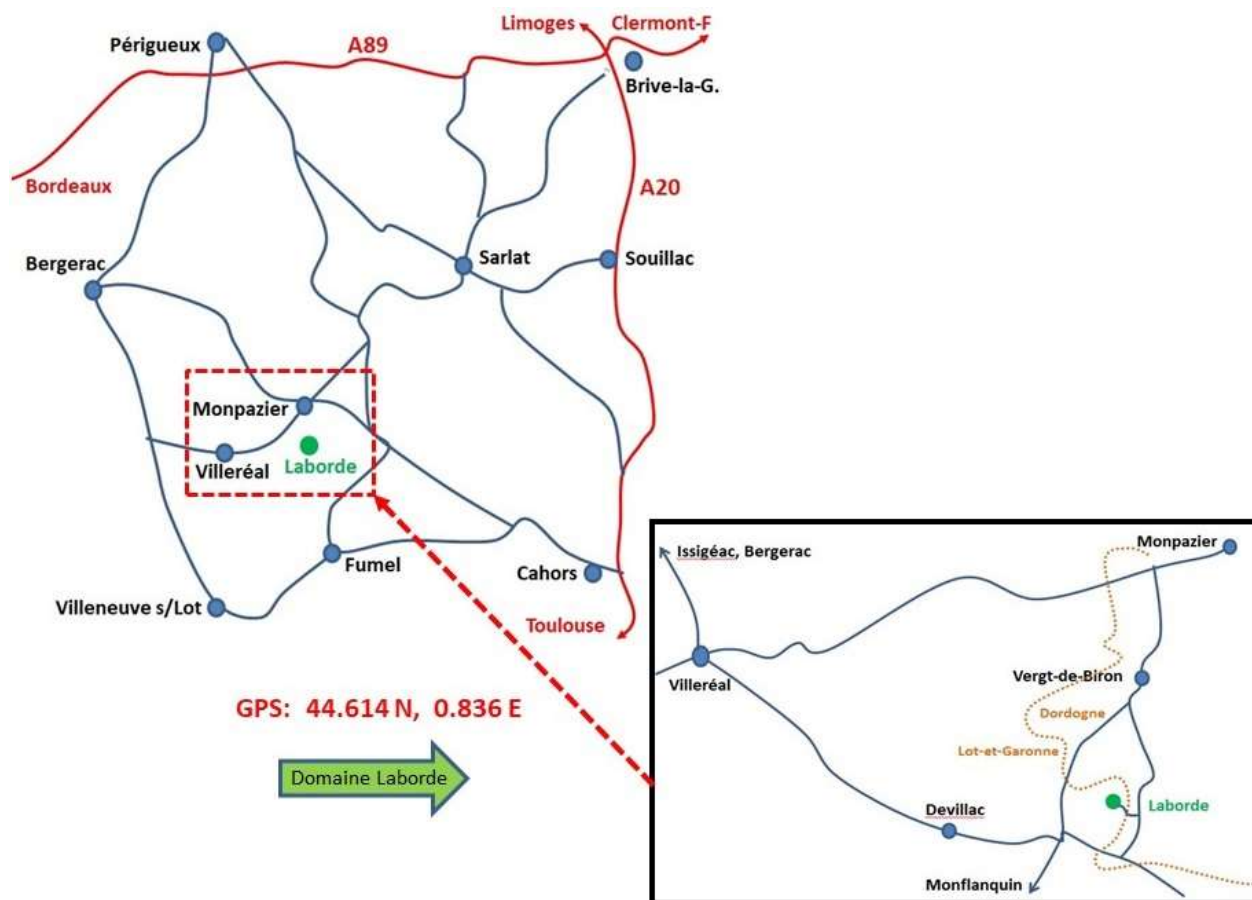 Limoges
Clermont-F
Périgueux
A89
Brive-la-G.
Bordeaux
A20
Bergerac
Sarlat
Souillac
Monpazier
Villeréal
Laborde
Fumel
Cahors
Villeneuve s/Lot
Toulouse
GPS: 44.614 N, 0.836 E
Domaine Laborde
Issigéac, Bergerac
Monpazier
Villeréal
Vergt-de-Biron
Dordogne
Lot-et-Garonne
Laborde
Devillac
Monflanquin